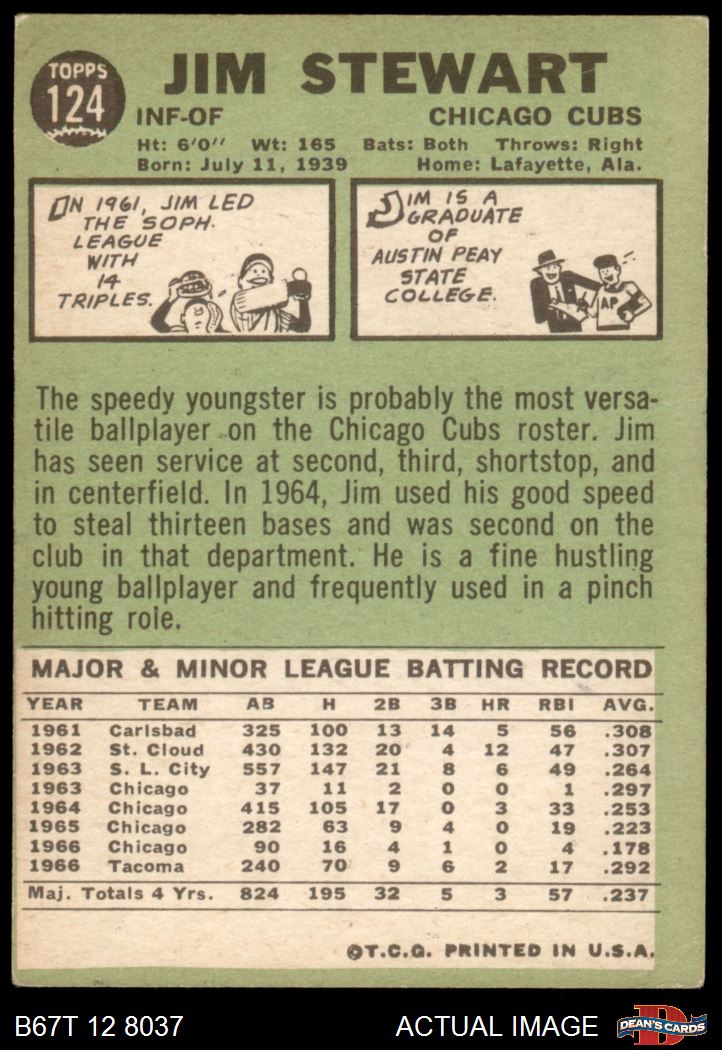 TOPPS
124
JIM STEWART
INF-OF CHICAGO CUBS
Ht: 6'0" Wt: 165 Bats: Both Throws: Right
Born: July 11, 1939 Home: Lafayette, Ala.
IN 1961, JIM LED
THE SOPH.
LEAGUE
WITH
14
TRIPLES.
JIM IS A
GRADUATE
OF
AUSTIN PEAY
STATE
COLLEGE.
AP
The speedy youngster is probably the most versa-
tile ballplayer on the Chicago Cubs roster. Jim
has seen service at second, third, shortstop, and
in centerfield. In 1964, Jim used his good speed
to steal thirteen bases and was second on the
club in that department. He is a fine hustling
young ballplayer and frequently used in a pinch
hitting role.
MAJOR & MINOR LEAGUE BATTING RECORD
YEAR TEAM AB H 2B 3B HR RBI AVG.
1961 Carlsbad 325 100 13 14 5 56 .308
1962 St. Cloud 430 132 20 4 12 47 .307
1963 S. L. City 557 147 21 8 6 49 .264
1963 Chicago 37 11 2 0 0 1 .297
1964 Chicago 415 105 17 0 3 33 .253
1965 Chicago 282 63 9 4 0 19 .223
1966 Chicago 90 16 4 1 0 4 .178
1966 Tacoma 240 70 9 6 2 17 .292
Maj. Totals 4 Yrs. 824 195 32 5 3 57 .237
©T.C.G. PRINTED IN U.S.A.
B67T 12 8037 ACTUAL IMAGE DEAN'S CARDS